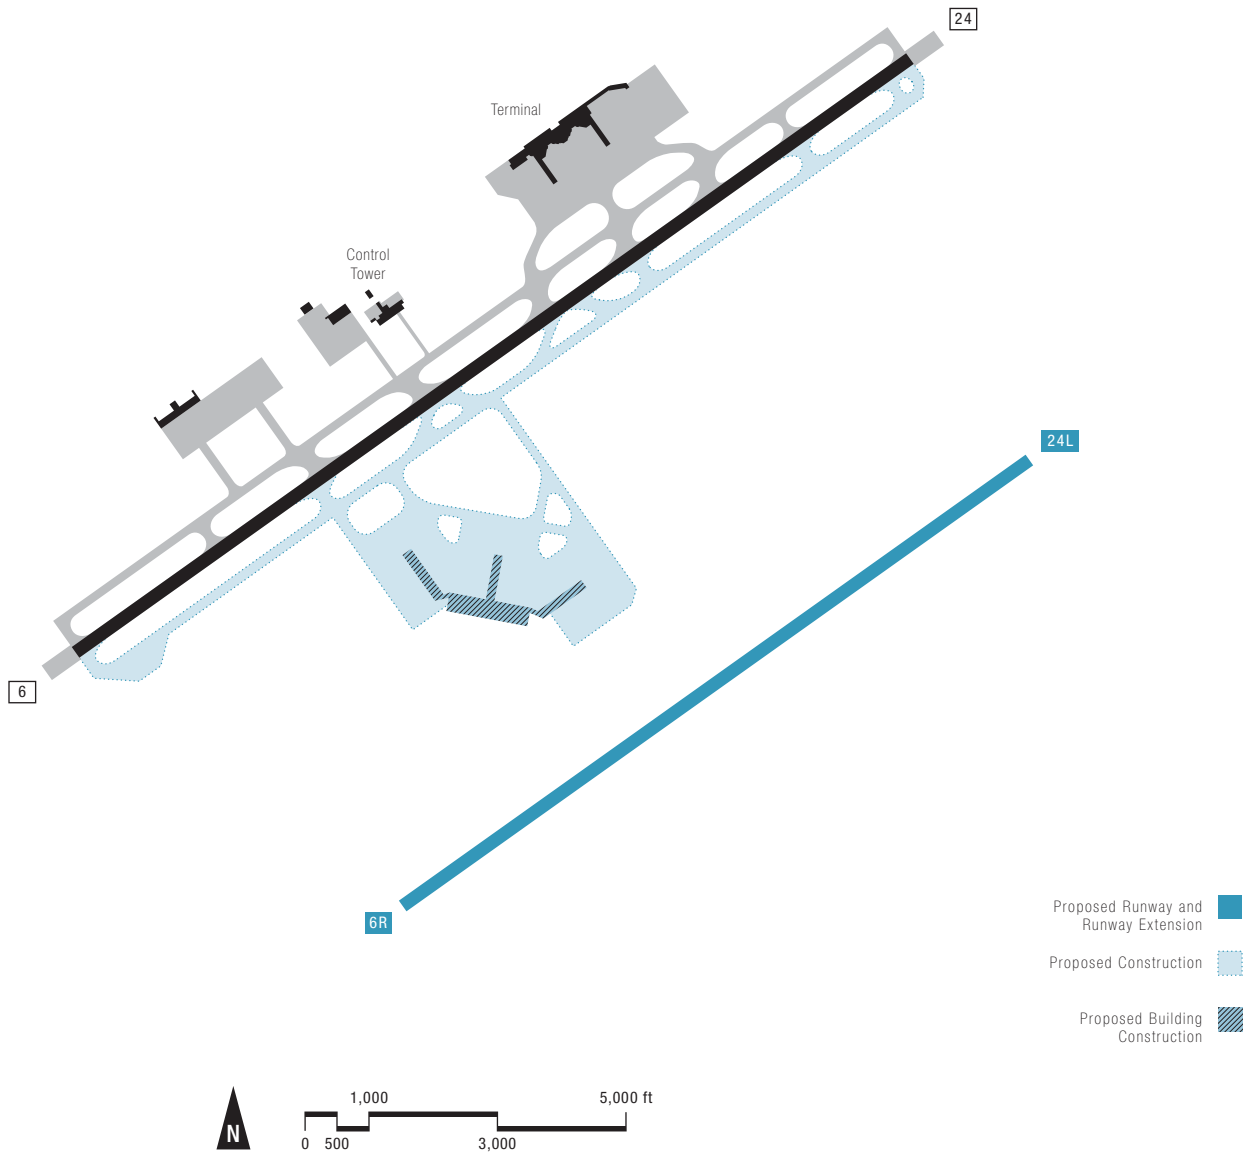 24
Terminal
Control
Tower
24L
6
6R
Proposed Runway and
Runway Extension
Proposed Construction
Proposed Building
Construction
N
1,000
5,000 ft
0
500
3,000